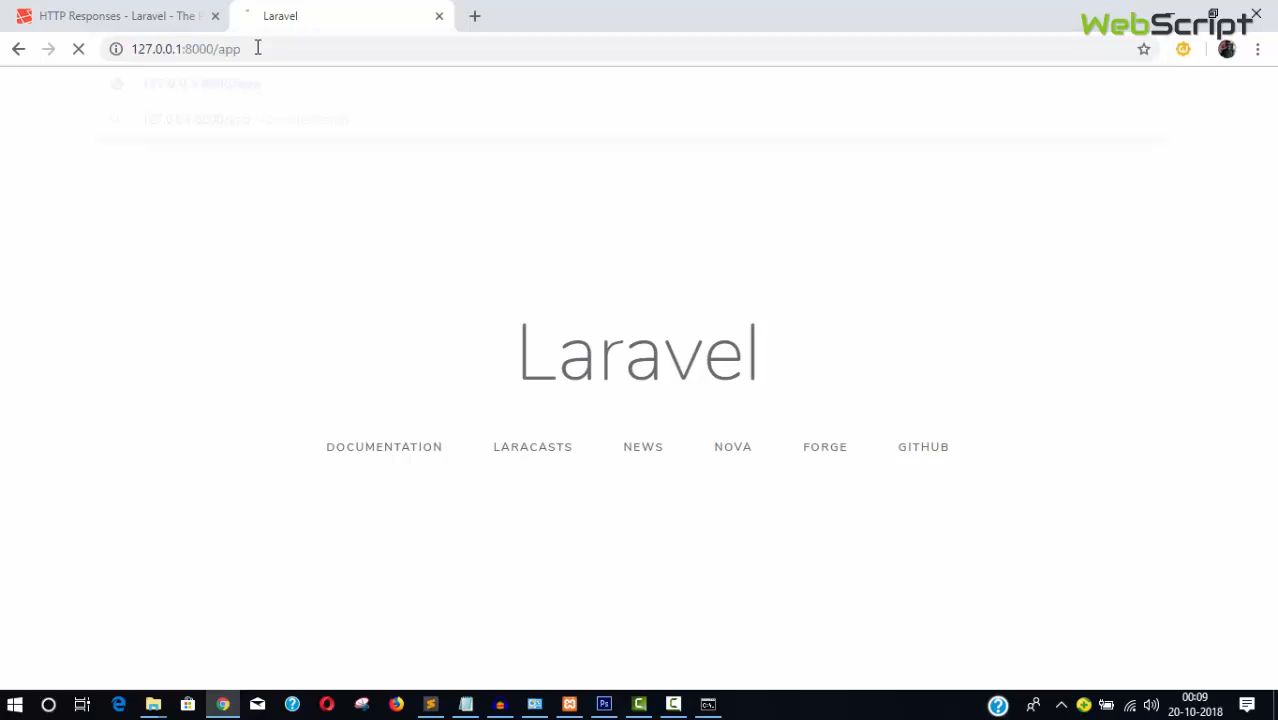 HTTP Responses - Laravel - The
Laravel
WebScript
127.0.0.1:8000/app
Laravel
DOCUMENTATION
LARACASTS
NEWS
NOVA
FORGE
GITHUB
00:09
20-10-2018